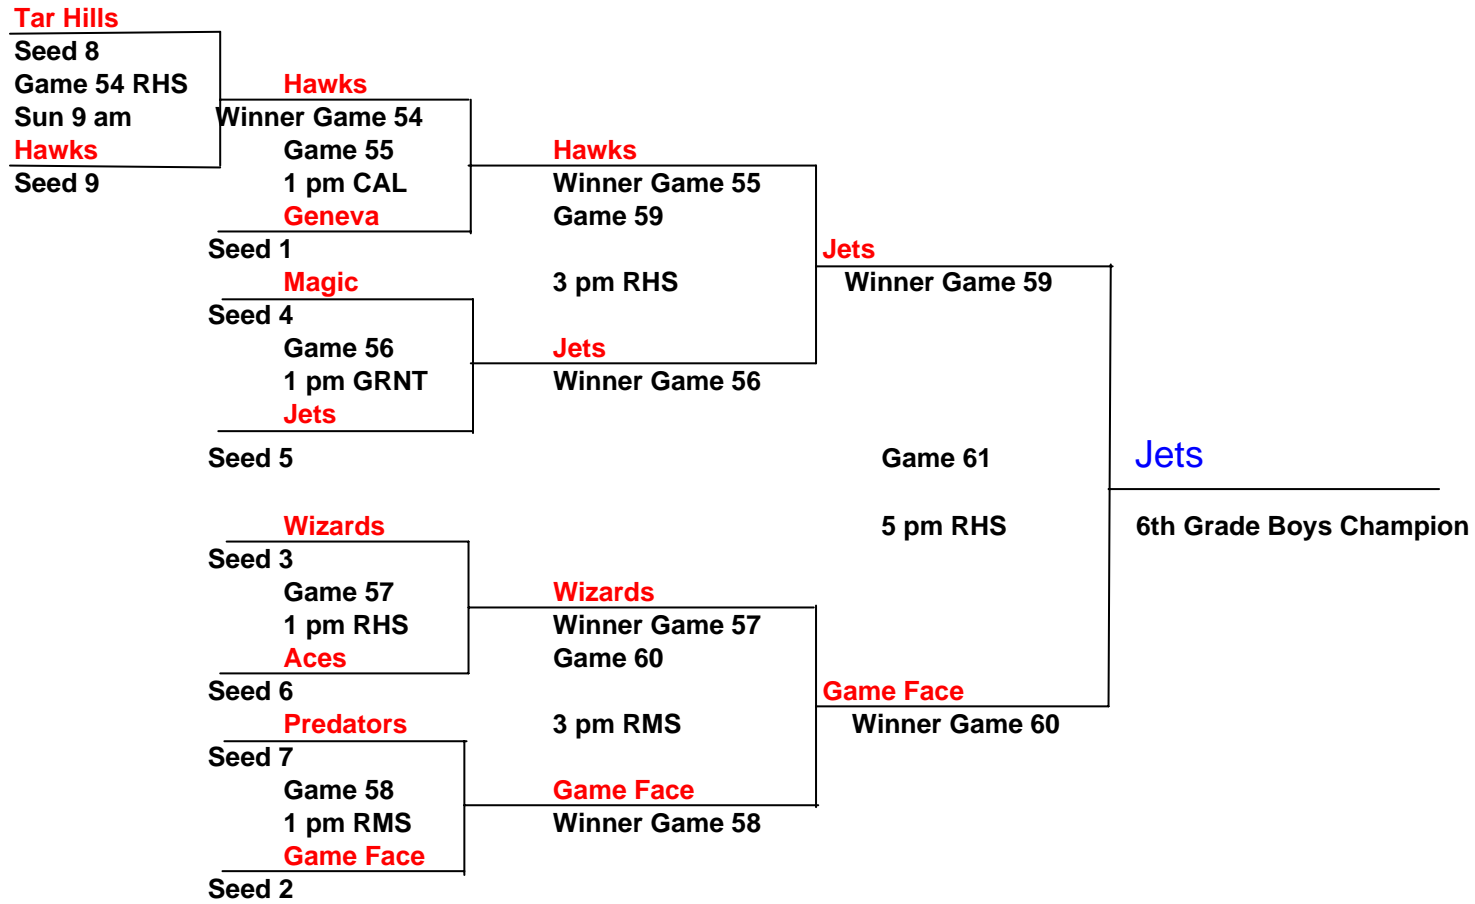 Tar Hills
Seed 8
Game 54 RHS
Sun 9 am
Hawks
Seed 9
Hawks
Winner Game 54
Game 55
1 pm CAL
Geneva
Seed 1
Magic
Seed 4
Game 56
1 pm GRNT
Jets
Seed 5
Wizards
Seed 3
Game 57
1 pm RHS
Aces
Seed 6
Predators
Seed 7
Game 58
1 pm RMS
Game Face
Seed 2
Hawks
Winner Game 55
Game 59
3 pm RHS
Jets
Winner Game 56
Wizards
Winner Game 57
Game 60
3 pm RMS
Game Face
Winner Game 58
Jets
Winner Game 59
Game 61
5 pm RHS
Game Face
Winner Game 60
Jets
6th Grade Boys Champion